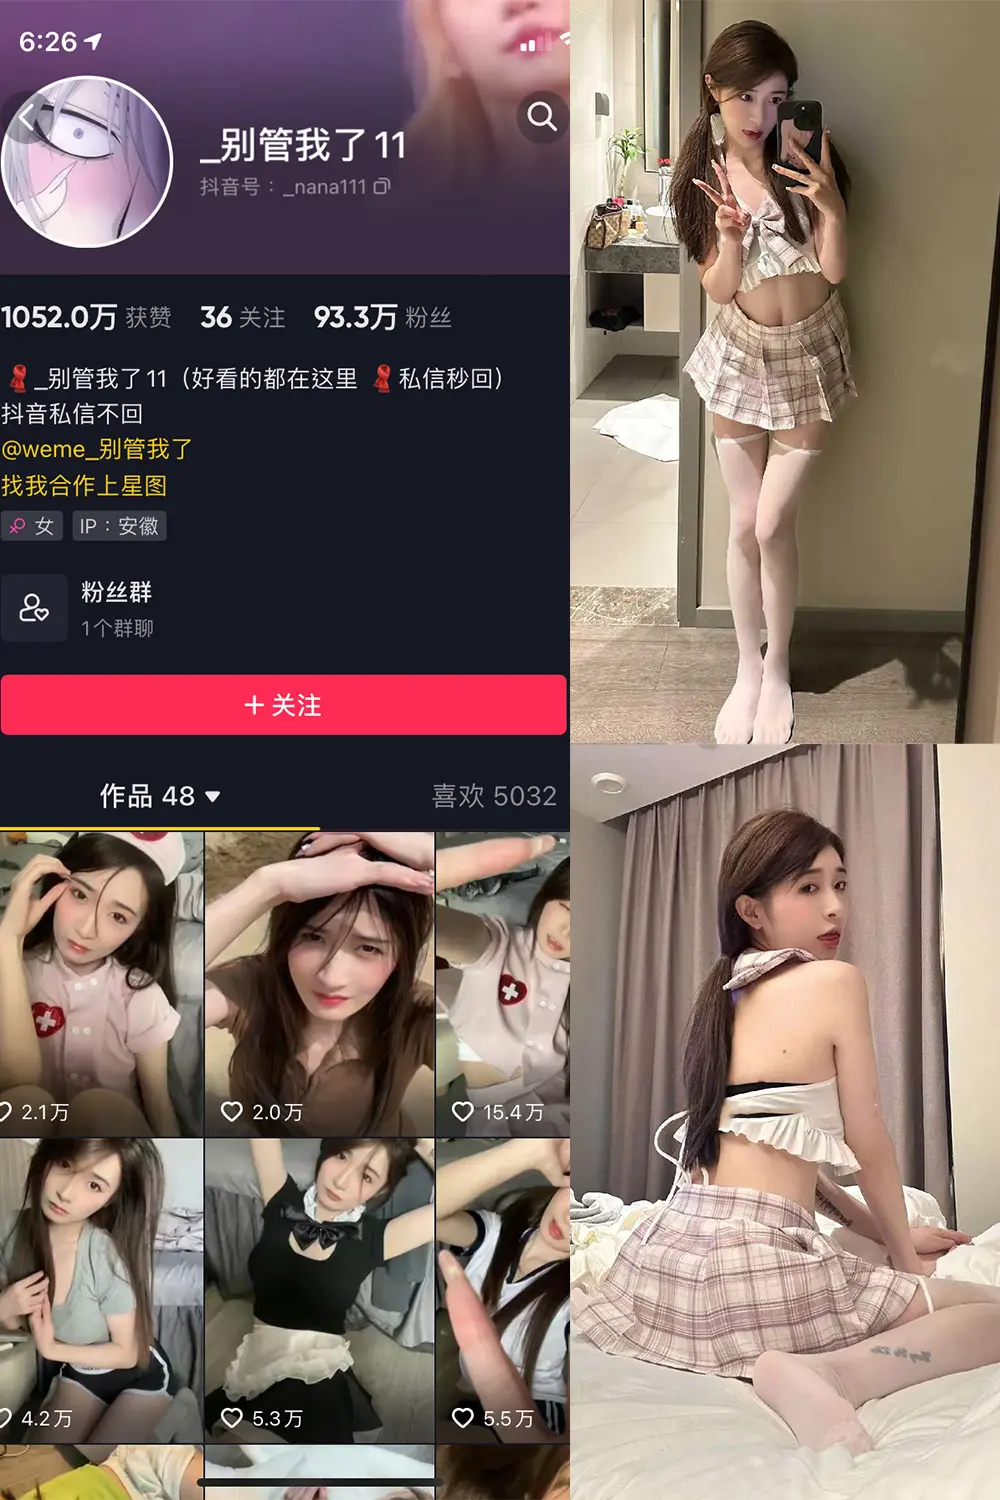 6:26
_别管我了11
抖音号：_nana111
1052.0万 获赞 36 关注 93.3万 粉丝
_别管我了11（好看的都在这里 私信秒回）
抖音私信不回
@weme_别管我了
找我合作上星图
女 IP：安徽
粉丝群
1个群聊
+ 关注
作品 48 喜欢 5032
2.1万 2.0万 15.4万
4.2万 5.3万 5.5万